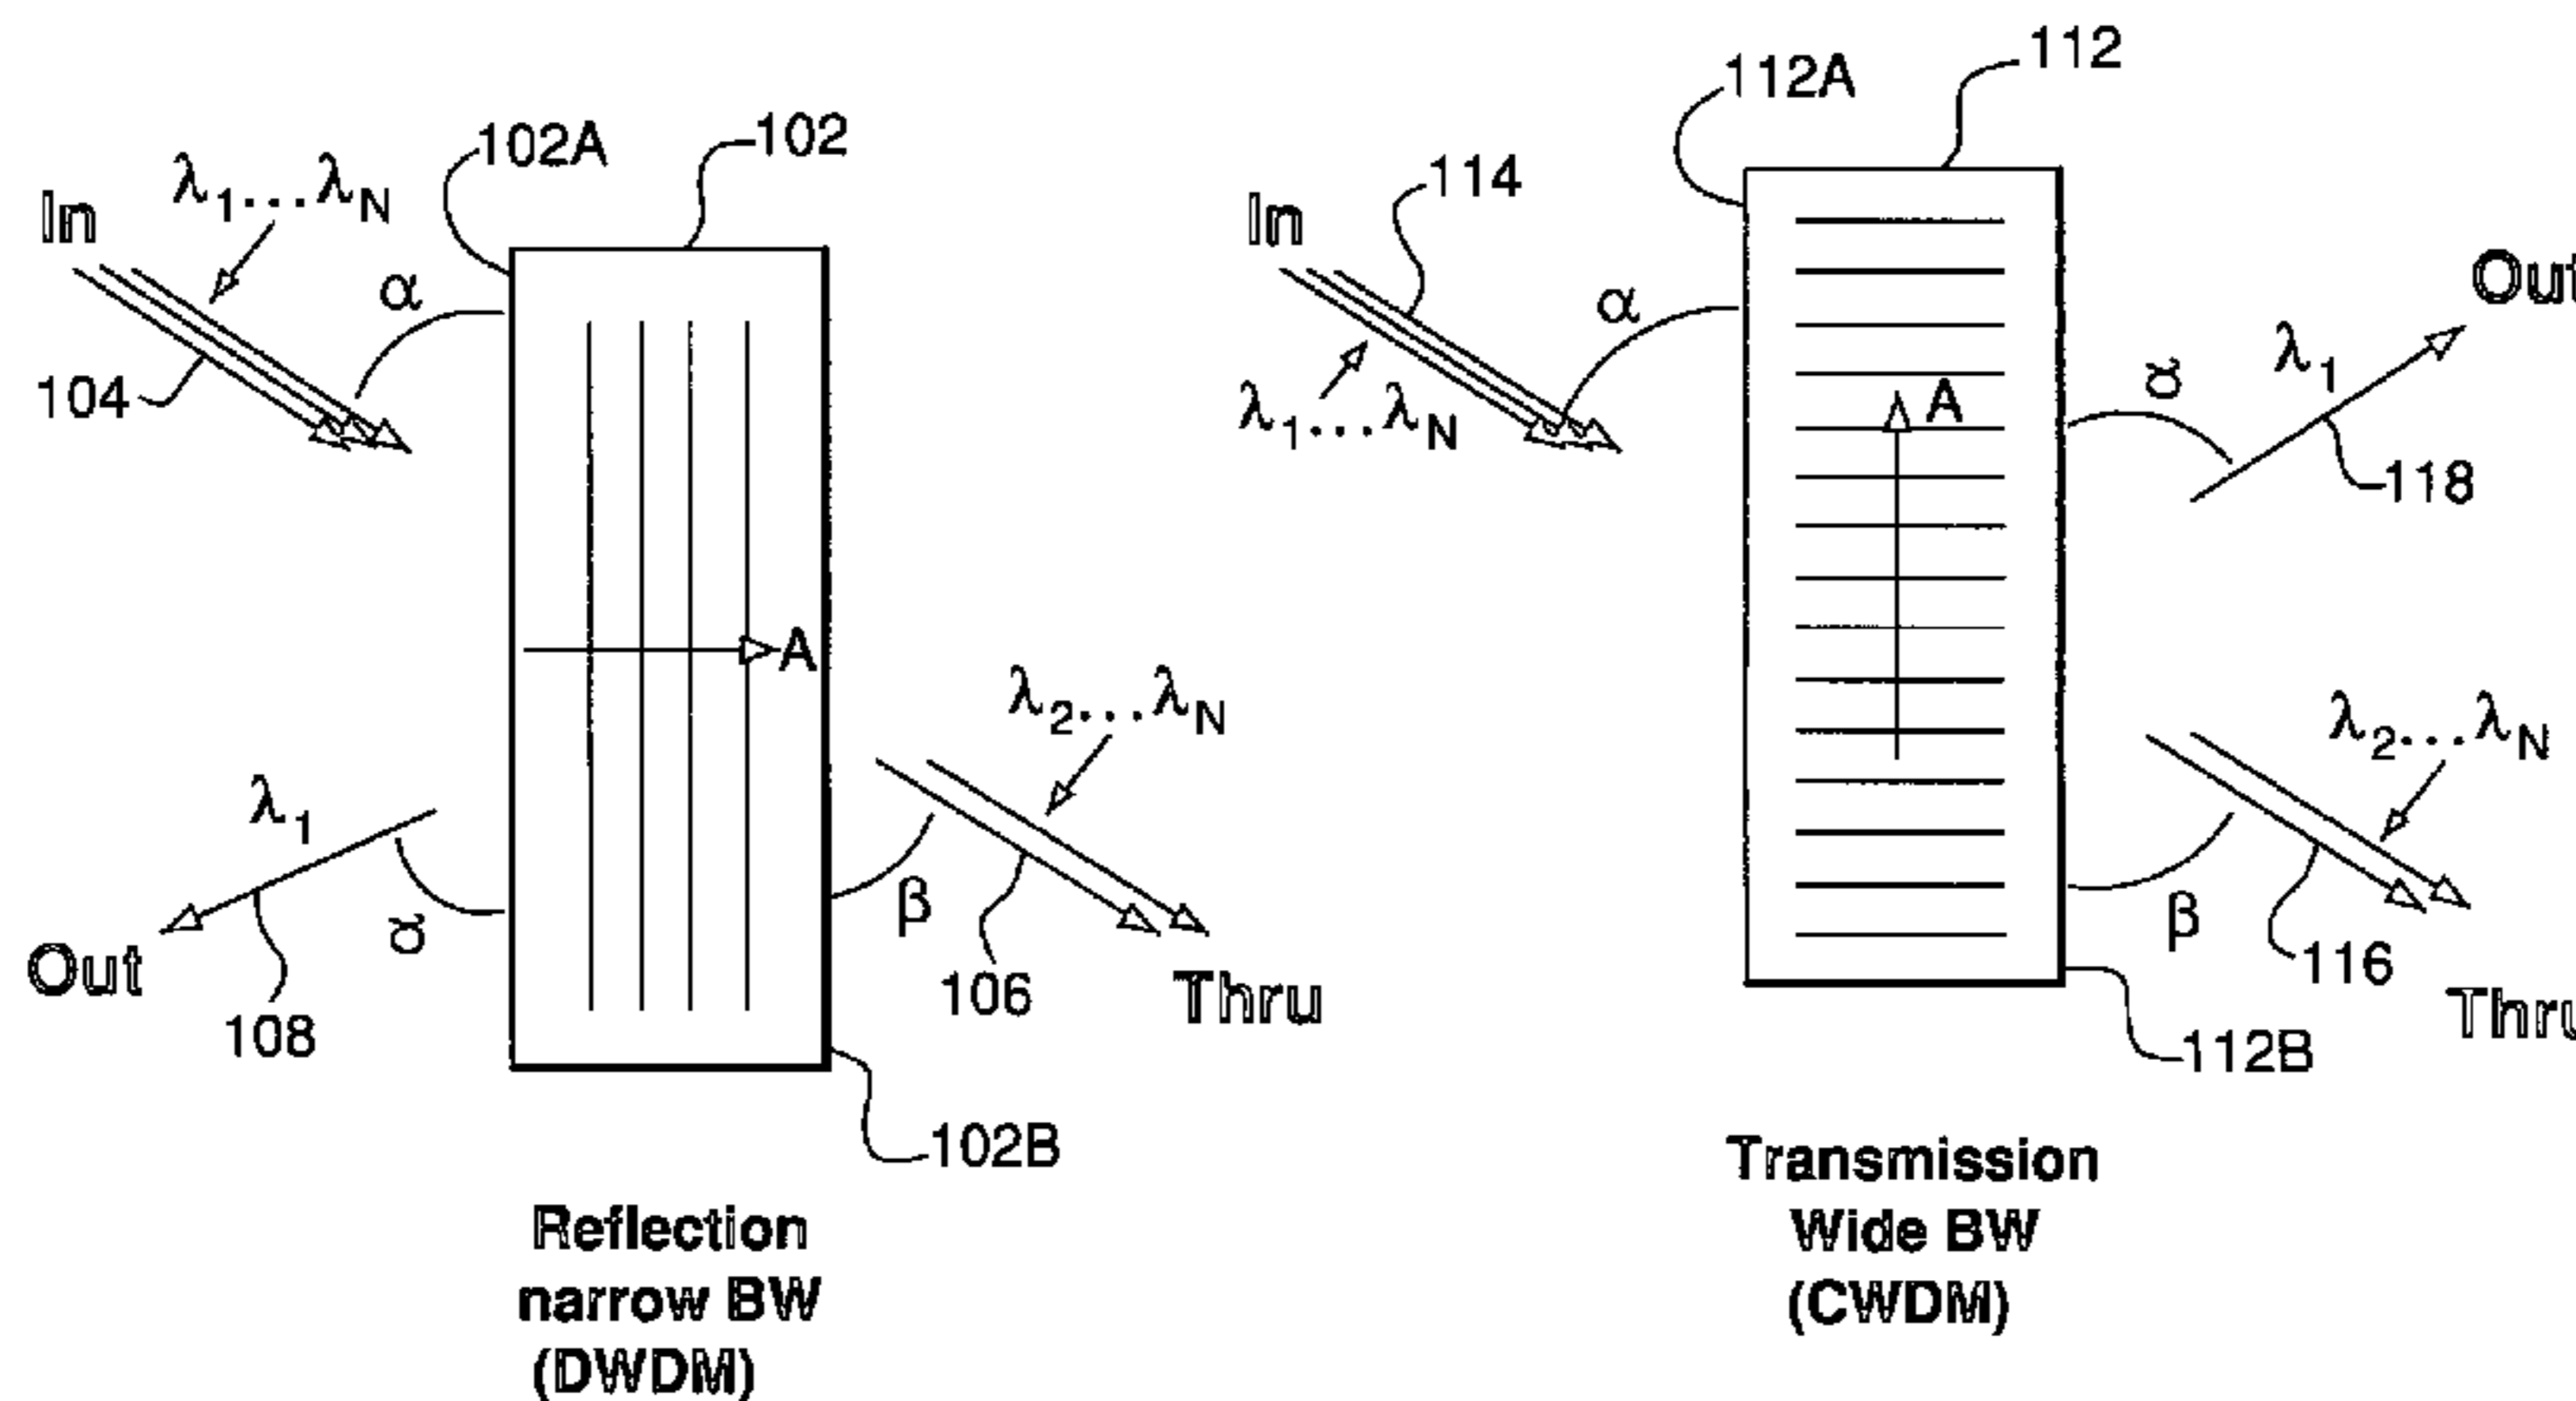 102A
102
In
λ1...λN
α
104
A
λ1
108
α
Out
λ2...λN
β
106
Thru
102B
Reflection
narrow BW
(DWDM)
112A
112
114
In
λ1...λN
α
A
Out
λ1
α
118
λ2...λN
β
116
Thru
112B
Transmission
Wide BW
(CWDM)